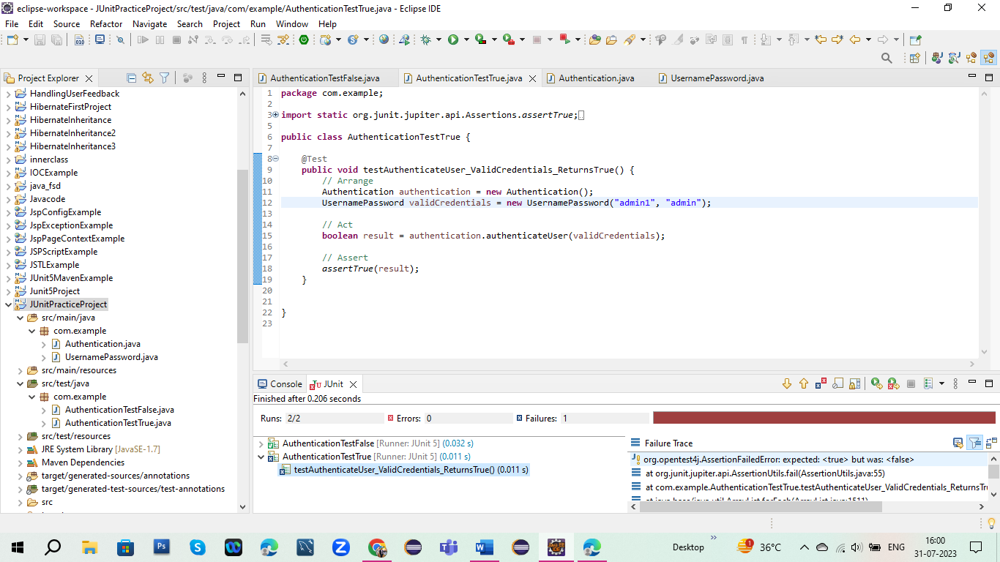 eclipse-workspace - JUnitPracticeProject/src/test/java/com/example/AuthenticationTestTrue.java - Eclipse IDE
File Edit Source Refactor Navigate Search Project Run Window Help
Project Explorer
HandlingUserFeedback
HibernateFirstProject
HibernateInheritance
HibernateInheritance2
HibernateInheritance3
innerclass
IOCExample
java_fsd
Javacode
JspConfigExample
JspExceptionExample
JspPageContextExample
JSPScriptExample
JSTLExample
JUnit5MavenExample
Junit5Project
JUnitPracticeProject
src/main/java
com.example
Authentication.java
UsernamePassword.java
src/main/resources
src/test/java
com.example
AuthenticationTestFalse.java
AuthenticationTestTrue.java
src/test/resources
JRE System Library [JavaSE-1.7]
Maven Dependencies
target/generated-sources/annotations
target/generated-test-sources/test-annotations
src
AuthenticationTestFalse.java AuthenticationTestTrue.java Authentication.java UsernamePassword.java
1 package com.example;
2
3 import static org.junit.jupiter.api.Assertions.assertTrue;
5
6 public class AuthenticationTestTrue {
7
8 @Test
9 public void testAuthenticateUser_ValidCredentials_ReturnsTrue() {
10 // Arrange
11 Authentication authentication = new Authentication();
12 UsernamePassword validCredentials = new UsernamePassword("admin1", "admin");
13
14 // Act
15 boolean result = authentication.authenticateUser(validCredentials);
16
17 // Assert
18 assertTrue(result);
19 }
20
21
22 }
23
Console JUnit
Finished after 0.206 seconds
Runs: 2/2 Errors: 0 Failures: 1
AuthenticationTestFalse [Runner: JUnit 5] (0.032 s)
AuthenticationTestTrue [Runner: JUnit 5] (0.011 s)
testAuthenticateUser_ValidCredentials_ReturnsTrue() (0.011 s)
Failure Trace
org.opentest4j.AssertionFailedError: expected: <true> but was: <false>
at org.junit.jupiter.api.AssertionUtils.fail(AssertionUtils.java:55)
at com.example.AuthenticationTestTrue.testAuthenticateUser_ValidCredentials_ReturnsTru
at java.base/java.util.ArrayList.forEach(ArrayList.java:1511)
Desktop 36°C ENG 16:00
31-07-2023